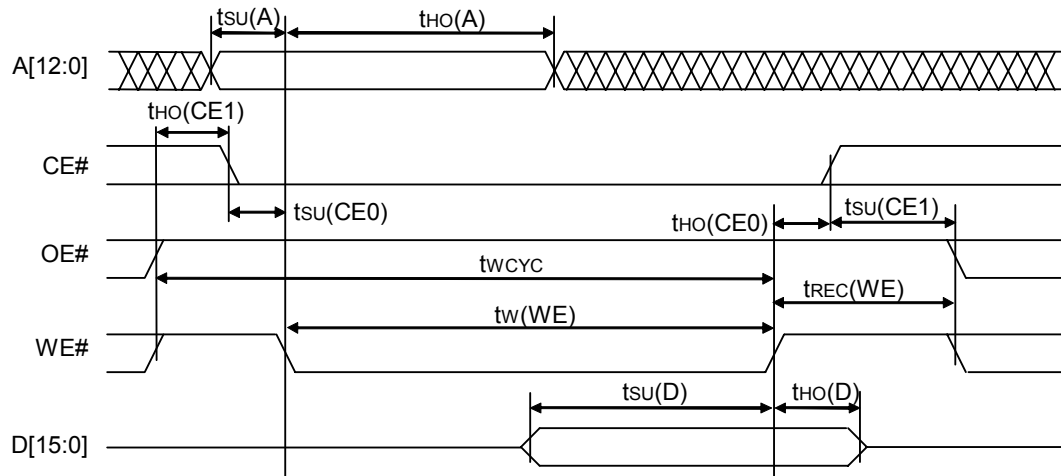 tSU(A)
tHO(A)
A[12:0]
tHO(CE1)
CE#
tSU(CE0)
tHO(CE0)
tSU(CE1)
OE#
tWCYC
tREC(WE)
tW(WE)
WE#
tSU(D)
tHO(D)
D[15:0]